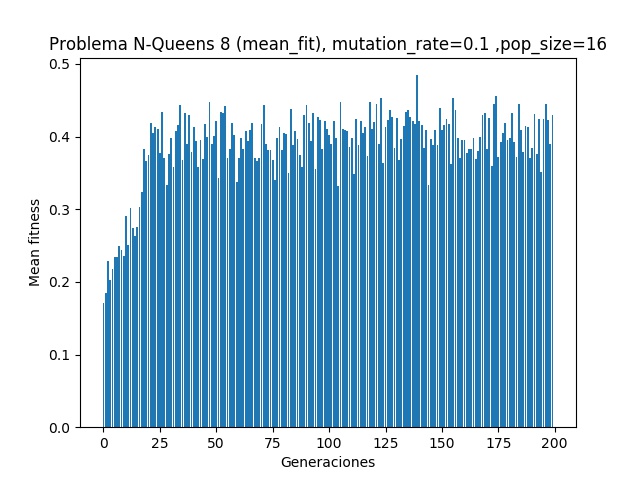 Problema N-Queens 8 (mean_fit), mutation_rate=0.1 ,pop_size=16
0.5
0.4
0.3
0.2
0.1
0.0
Mean fitness
0 25 50 75 100 125 150 175 200
Generaciones